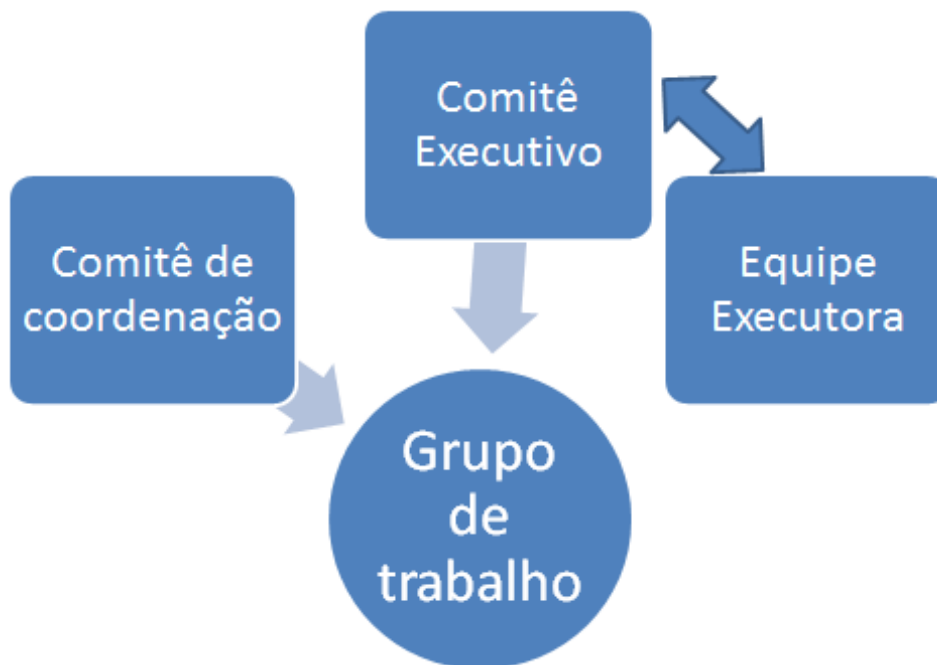 Comitê
Executivo
Comitê de
coordenação
Equipe
Executora
Grupo
de
trabalho